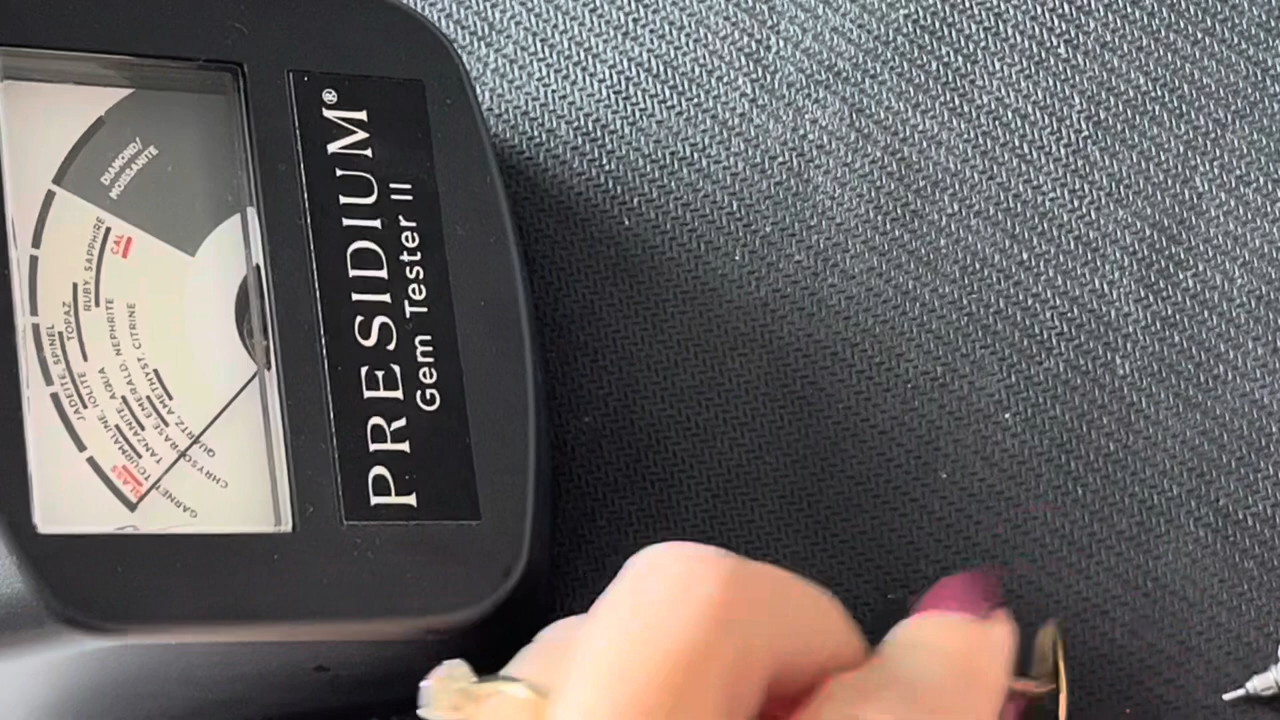 PRESIDIUM®
Gem Tester II
DIAMOND/
MOISSANITE
CAL
RUBY, SAPPHIRE
TOPAZ
JADEITE, SPINEL
IOLITE
TANZANITE, AQUA
EMERALD, NEPHRITE
QUARTZ, AMETHYST, CITRINE
CHRYSOPRASE
TOURMALINE
GLASS
GARNET